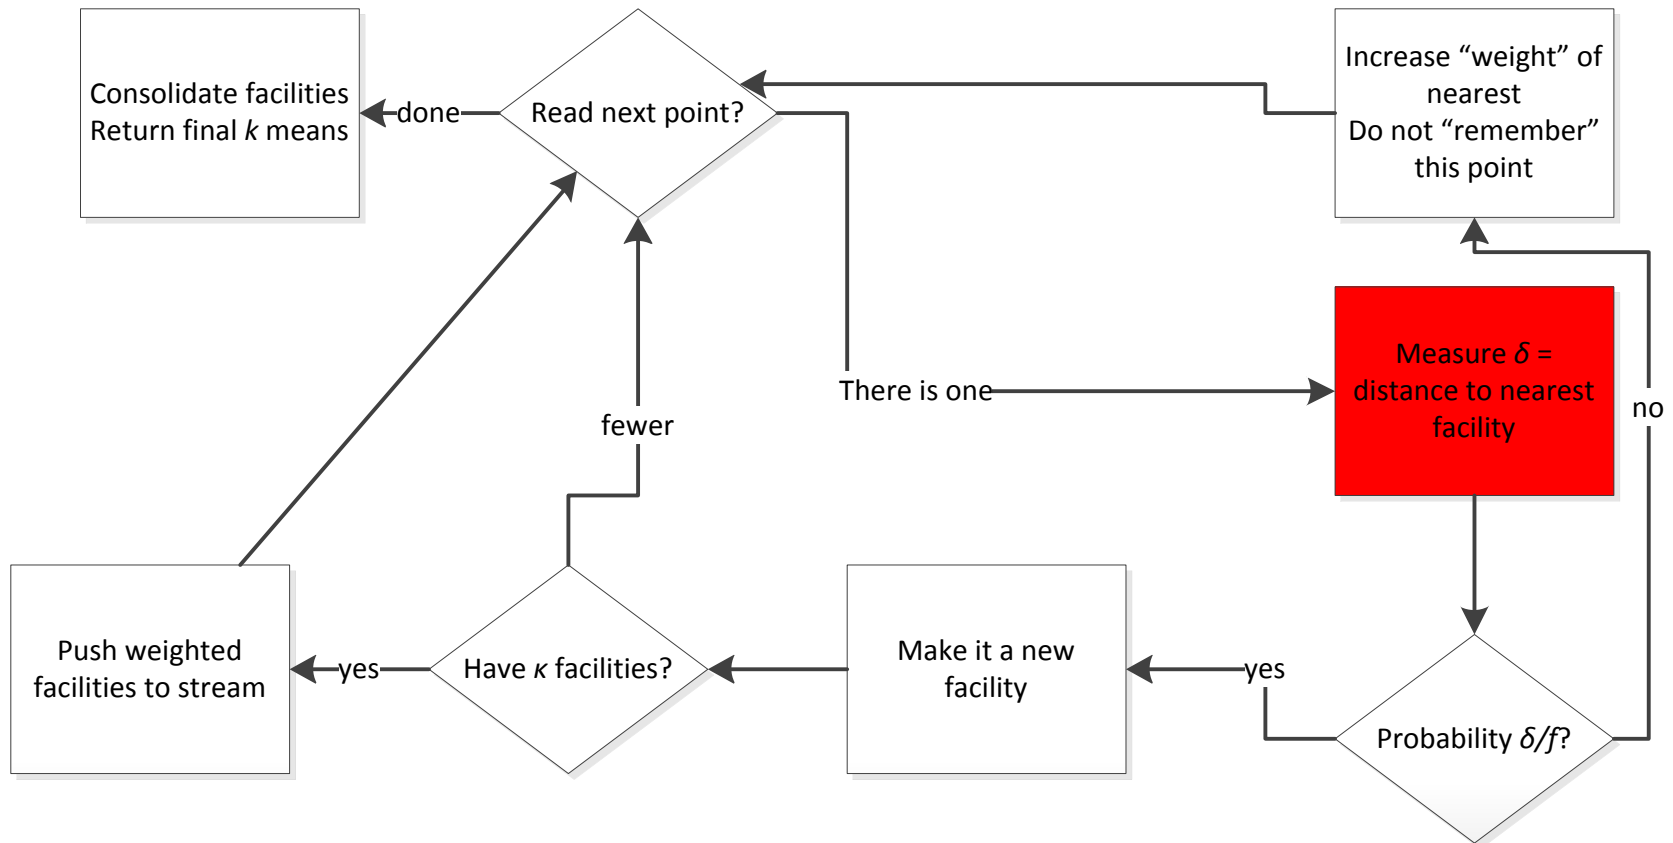 Consolidate facilities
Return final k means
done
Read next point?
Increase “weight” of
nearest
Do not “remember”
this point
There is one
Measure δ =
distance to nearest
facility
no
fewer
Push weighted
facilities to stream
yes
Have κ facilities?
Make it a new
facility
yes
Probability δ/f?